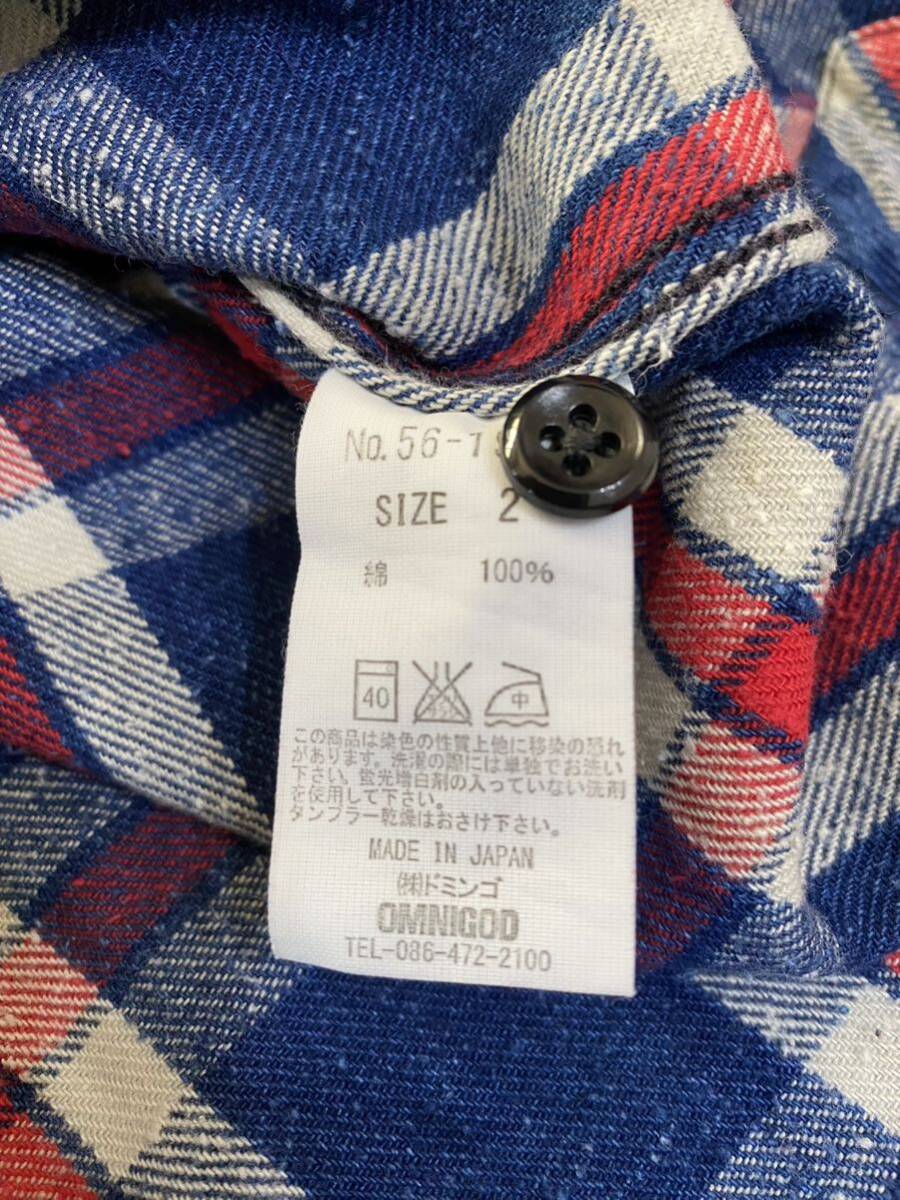 No. 56-1
SIZE 2
綿 100%
40 中
この商品は染色の性質上他に移染の恐れ
があります。洗濯の際には単独でお洗い
下さい。蛍光増白剤の入っていない洗剤
を使用して下さい。
タンブラー乾燥はおさけ下さい。
MADE IN JAPAN
㈱ドミンゴ
OMNIGOD
TEL-086-472-2100